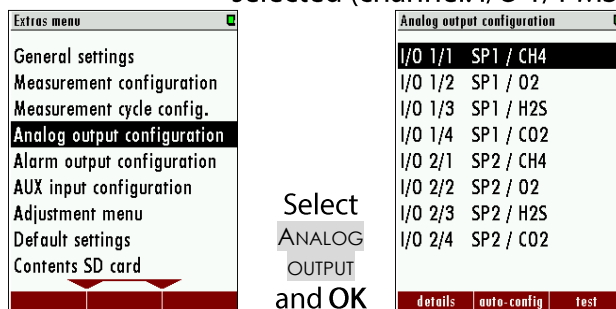 Extras menu
General settings
Measurement configuration
Measurement cycle config.
Analog output configuration
Alarm output configuration
AUX input configuration
Adjustment menu
Default settings
Contents SD card
Select
ANALOG
OUTPUT
and OK
Analog output configuration
I/O 1/1 SP1 / CH4
I/O 1/2 SP1 / O2
I/O 1/3 SP1 / H2S
I/O 1/4 SP1 / CO2
I/O 2/1 SP2 / CH4
I/O 2/2 SP2 / O2
I/O 2/3 SP2 / H2S
I/O 2/4 SP2 / CO2
details auto-config test